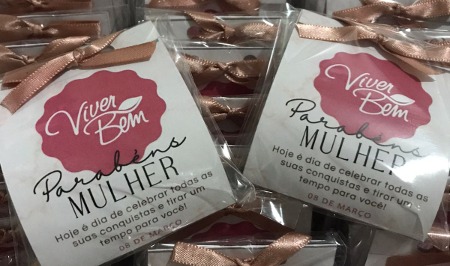 Viver
Bem
Parabéns
MULHER
Hoje é dia de celebrar todas as
suas conquistas e tirar um
tempo para você!
08 DE MARÇO
Viver
Bem
Parabéns
MULHER
Hoje é dia de celebrar todas as
suas conquistas e tirar um
tempo para você!
08 DE MARÇO